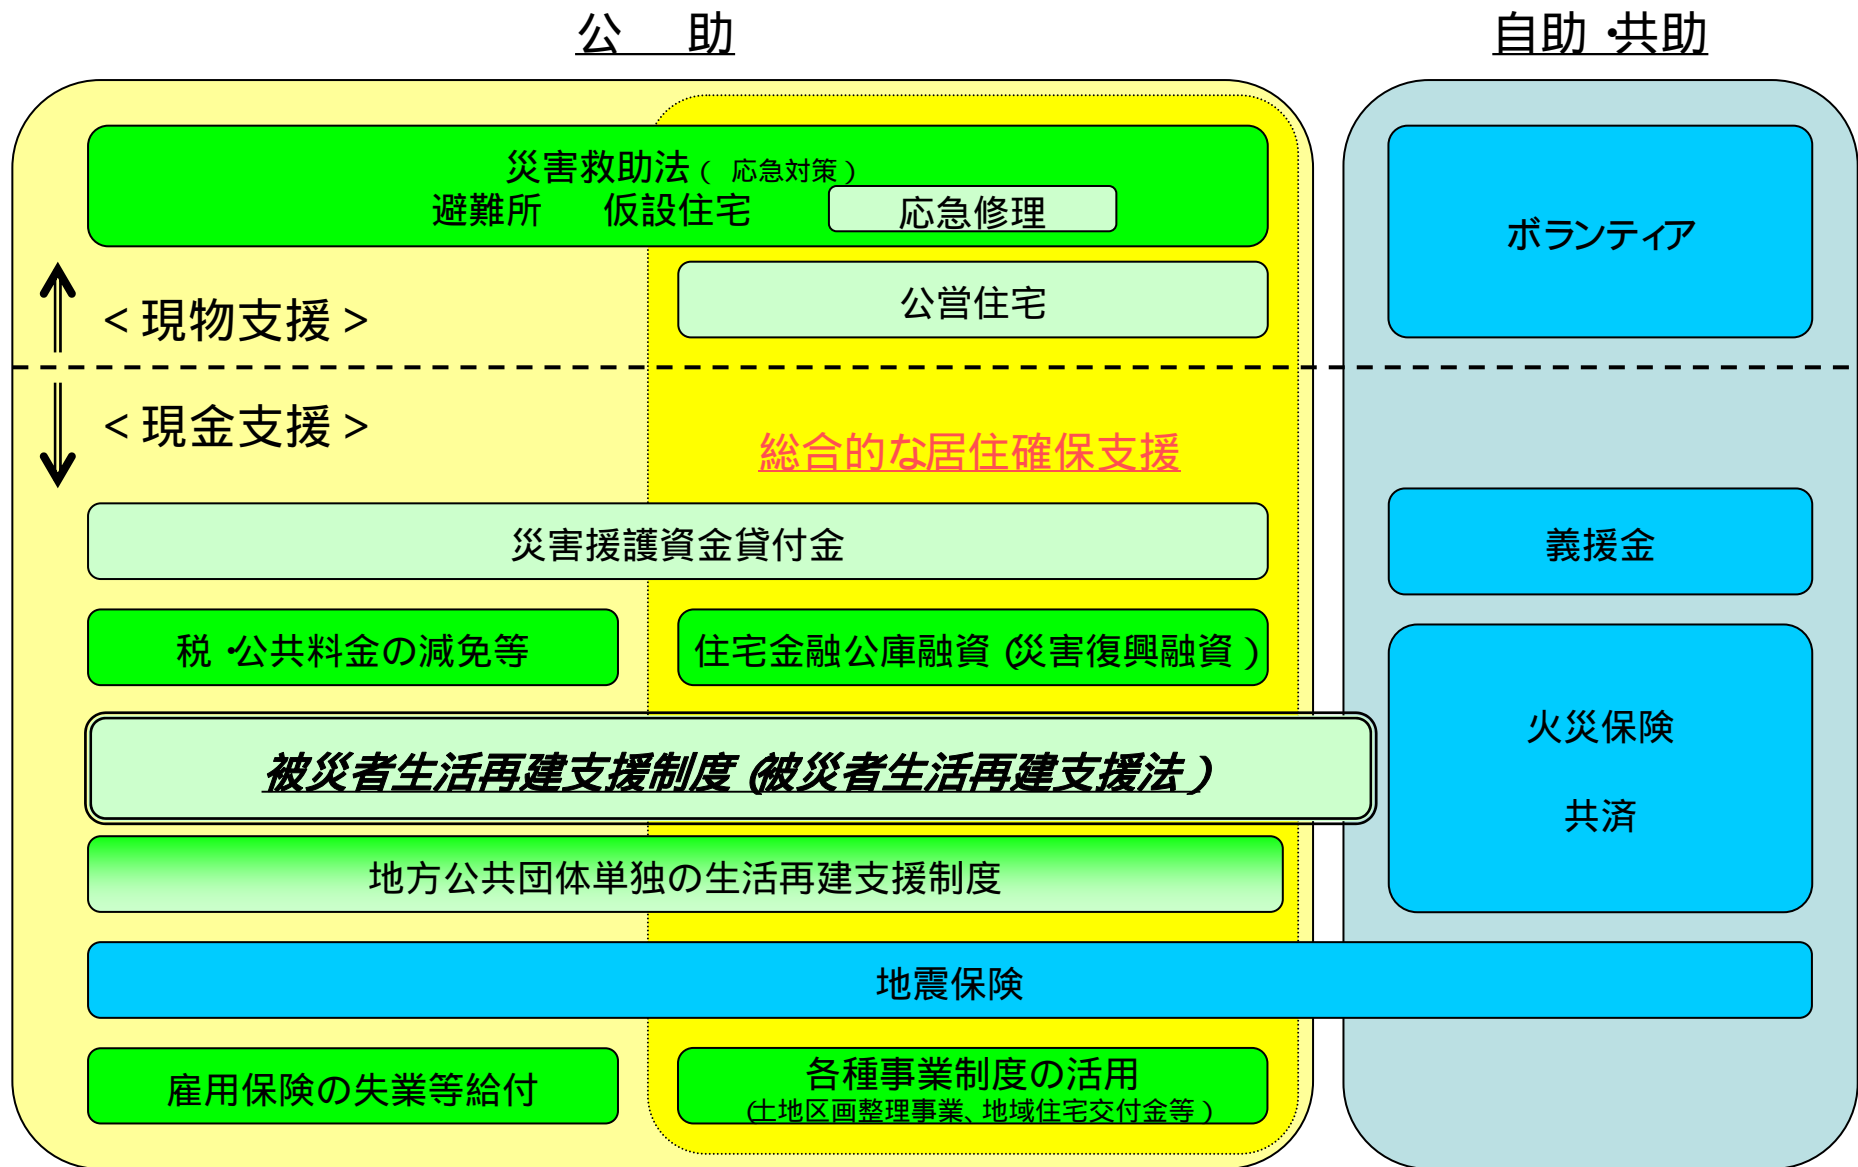 公　助
自助・共助
災害救助法（ 応急対策）
避難所　仮設住宅　応急修理
ボランティア
公営住宅
＜現物支援＞
＜現金支援＞
総合的な居住確保支援
災害援護資金貸付金
義援金
税・公共料金の減免等
住宅金融公庫融資（災害復興融資）
被災者生活再建支援制度（被災者生活再建支援法）
火災保険
共済
地方公共団体単独の生活再建支援制度
地震保険
雇用保険の失業等給付
各種事業制度の活用
（土地区画整理事業、地域住宅交付金等）